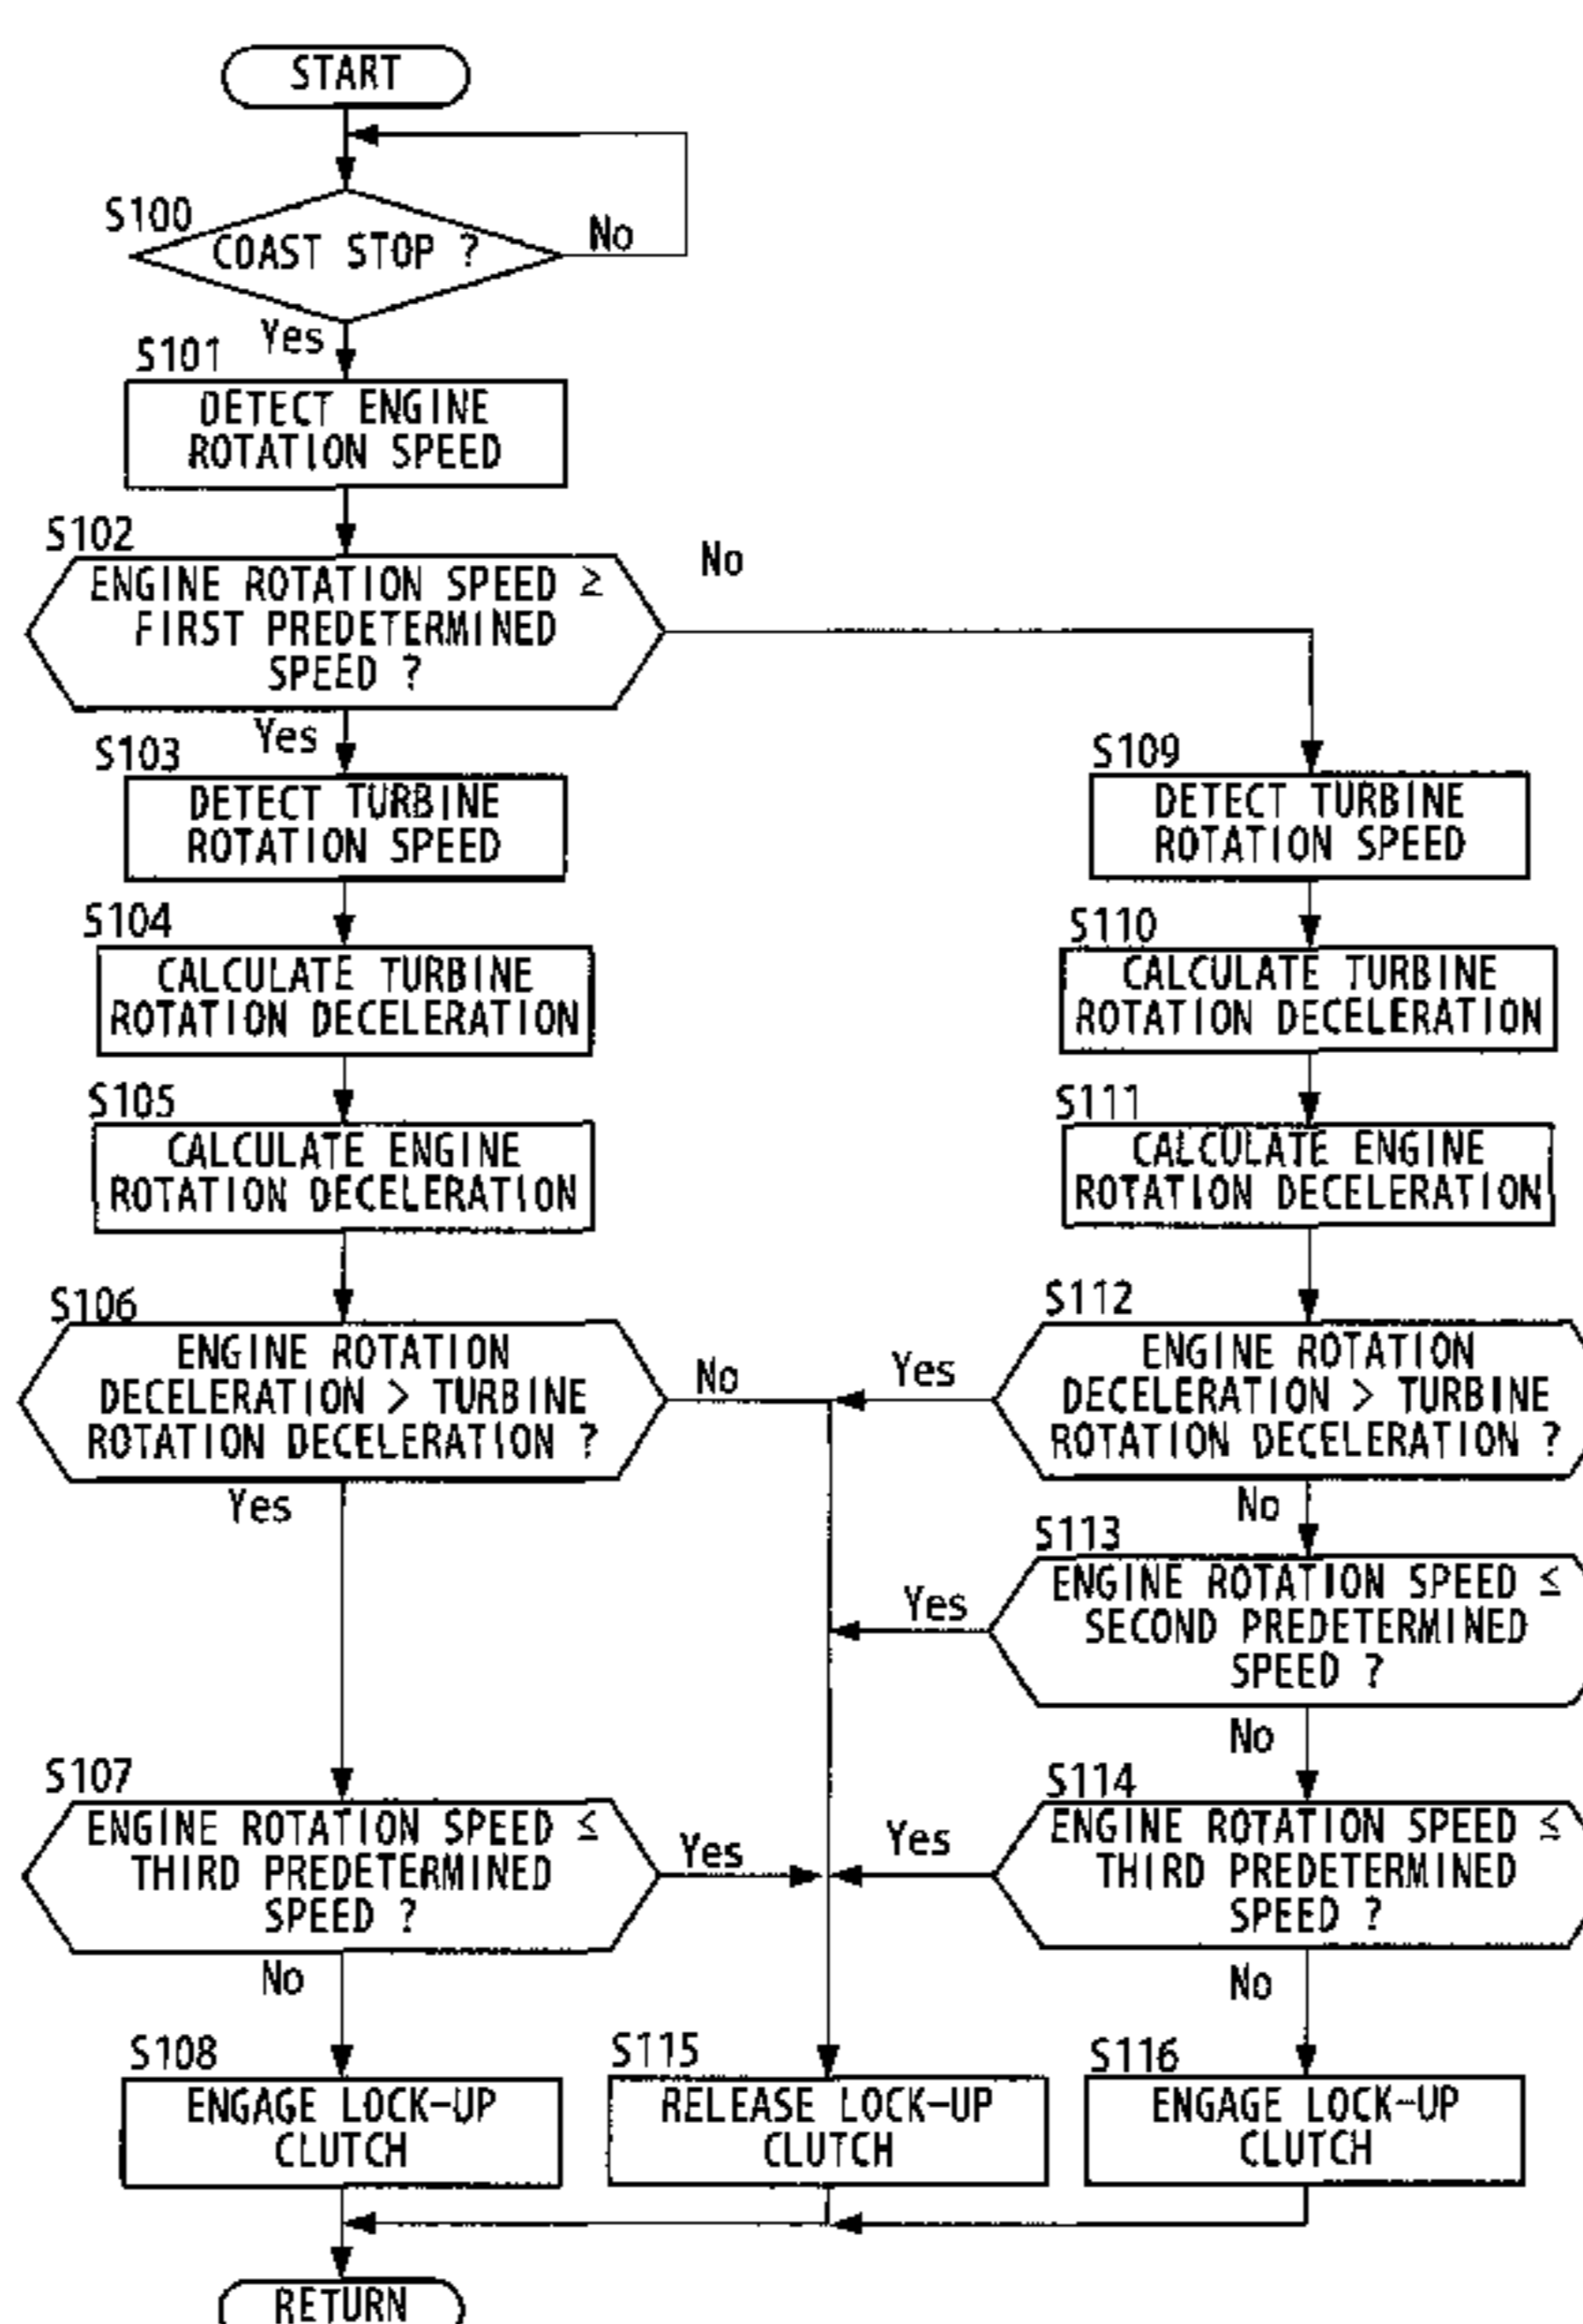 START
S100
COAST STOP ?
No
Yes
S101
DETECT ENGINE
ROTATION SPEED
S102
ENGINE ROTATION SPEED ≥
FIRST PREDETERMINED
SPEED ?
No
Yes
S103
DETECT TURBINE
ROTATION SPEED
S104
CALCULATE TURBINE
ROTATION DECELERATION
S105
CALCULATE ENGINE
ROTATION DECELERATION
S106
ENGINE ROTATION
DECELERATION > TURBINE
ROTATION DECELERATION ?
No
Yes
S107
ENGINE ROTATION SPEED ≤
THIRD PREDETERMINED
SPEED ?
Yes
No
S108
ENGAGE LOCK-UP
CLUTCH
S109
DETECT TURBINE
ROTATION SPEED
S110
CALCULATE TURBINE
ROTATION DECELERATION
S111
CALCULATE ENGINE
ROTATION DECELERATION
S112
ENGINE ROTATION
DECELERATION > TURBINE
ROTATION DECELERATION ?
Yes
No
S113
ENGINE ROTATION SPEED ≤
SECOND PREDETERMINED
SPEED ?
Yes
No
S114
ENGINE ROTATION SPEED ≤
THIRD PREDETERMINED
SPEED ?
Yes
No
S115
RELEASE LOCK-UP
CLUTCH
S116
ENGAGE LOCK-UP
CLUTCH
RETURN